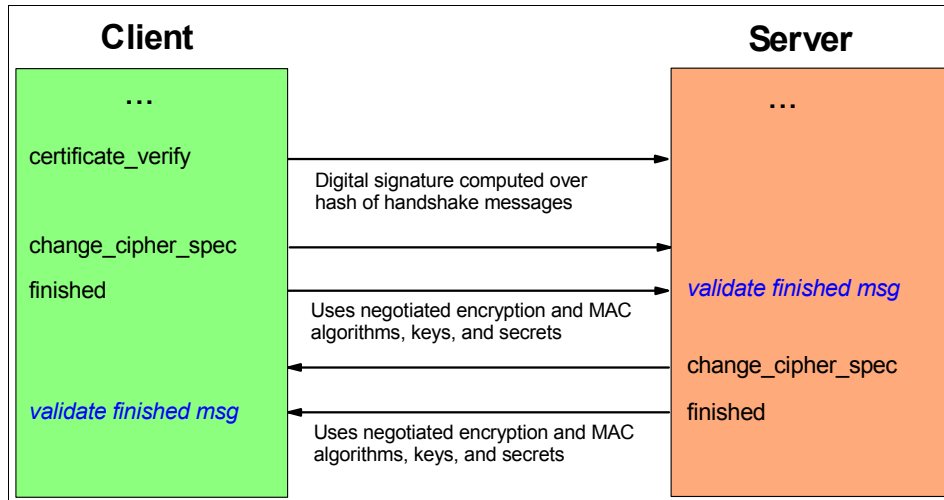 Client
Server
...
...
certificate_verify
Digital signature computed over
hash of handshake messages
change_cipher_spec
finished
validate finished msg
Uses negotiated encryption and MAC
algorithms, keys, and secrets
change_cipher_spec
validate finished msg
finished
Uses negotiated encryption and MAC
algorithms, keys, and secrets